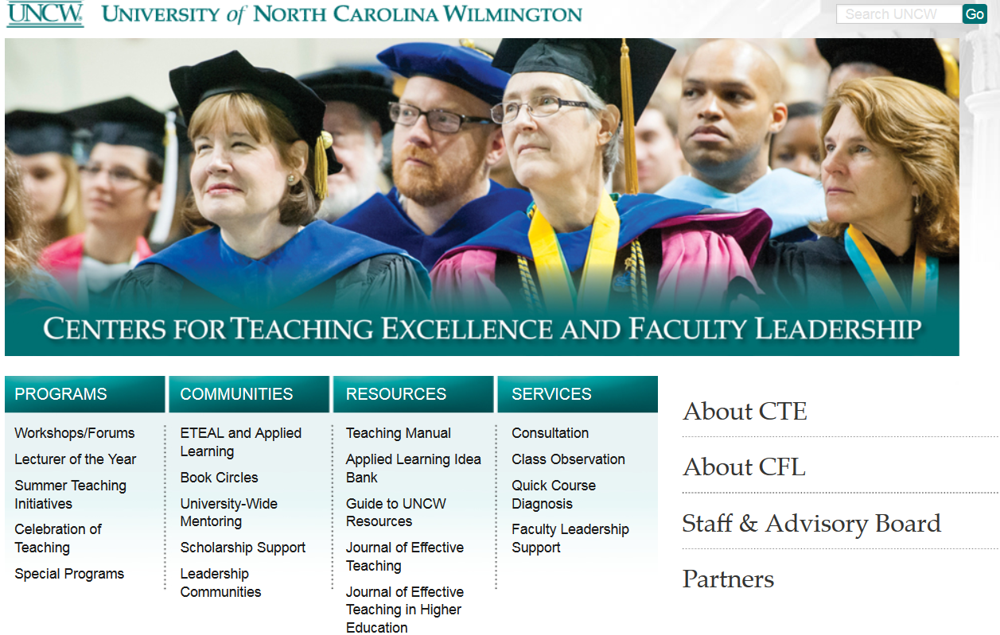 UNCW
UNIVERSITY of NORTH CAROLINA WILMINGTON
Search UNCW
Go
CENTERS FOR TEACHING EXCELLENCE AND FACULTY LEADERSHIP
PROGRAMS
Workshops/Forums
Lecturer of the Year
Summer Teaching
Initiatives
Celebration of
Teaching
Special Programs
COMMUNITIES
ETEAL and Applied
Learning
Book Circles
University-Wide
Mentoring
Scholarship Support
Leadership
Communities
RESOURCES
Teaching Manual
Applied Learning Idea
Bank
Guide to UNCW
Resources
Journal of Effective
Teaching
Journal of Effective
Teaching in Higher
Education
SERVICES
Consultation
Class Observation
Quick Course
Diagnosis
Faculty Leadership
Support
About CTE
About CFL
Staff & Advisory Board
Partners